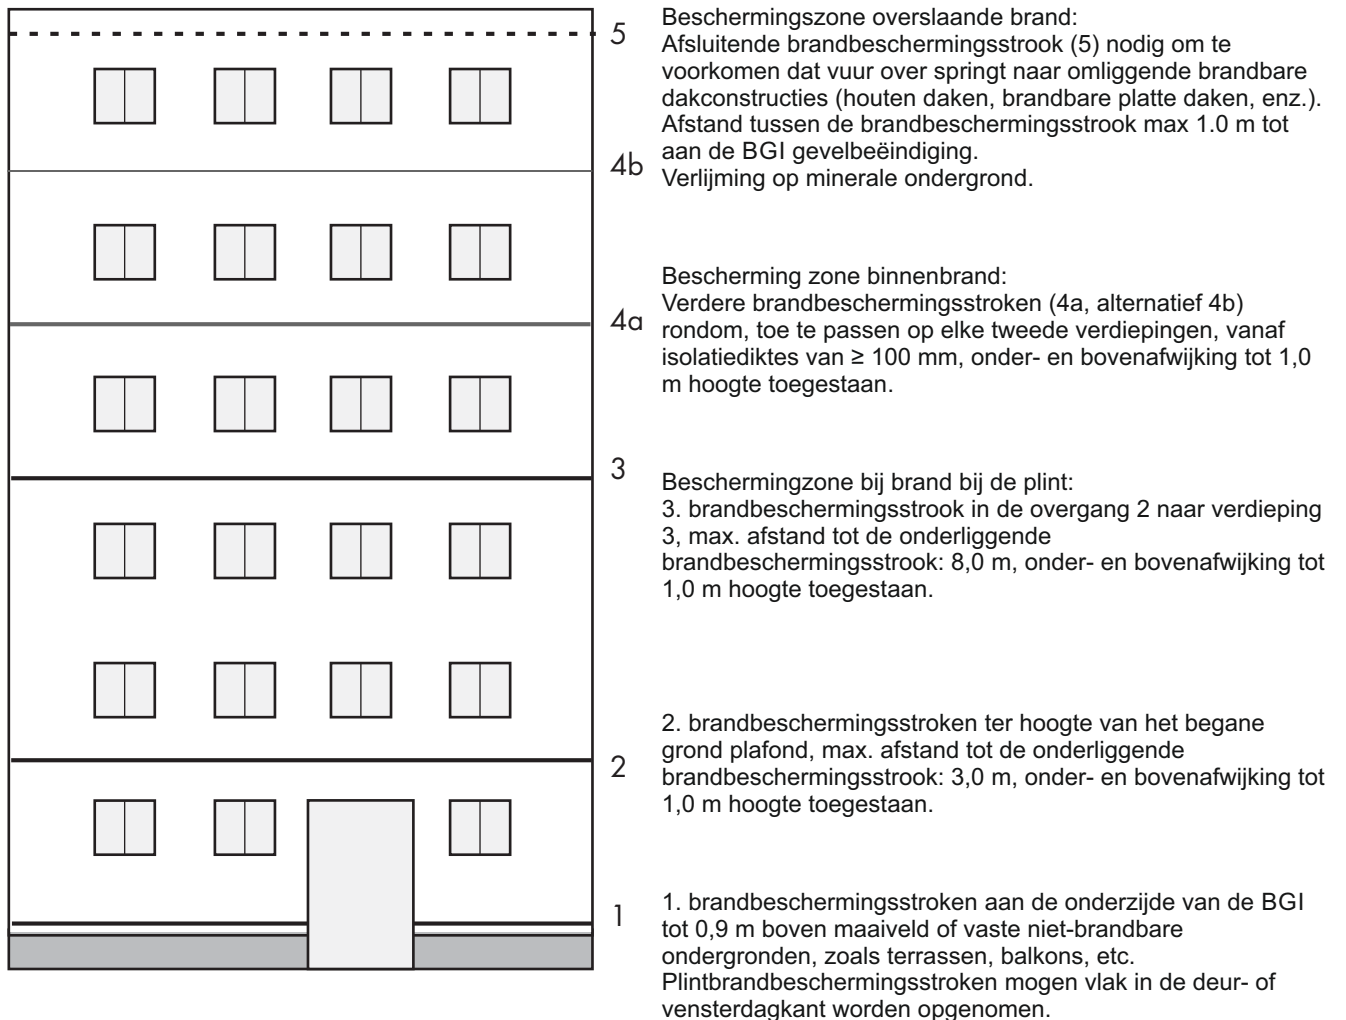 5
Beschermingszone overslaande brand:
Afsluitende brandbeschermingsstrook (5) nodig om te
voorkomen dat vuur over springt naar omliggende brandbare
dakconstructies (houten daken, brandbare platte daken, enz.).
Afstand tussen de brandbeschermingsstrook max 1.0 m tot
aan de BGI gevelbeëindiging.
Verlijming op minerale ondergrond.
4b
Bescherming zone binnenbrand:
Verdere brandbeschermingsstroken (4a, alternatief 4b)
rondom, toe te passen op elke tweede verdiepingen, vanaf
isolatiediktes van ≥ 100 mm, onder- en bovenafwijking tot 1,0
m hoogte toegestaan.
4a
3
Beschermingzone bij brand bij de plint:
3. brandbeschermingsstrook in de overgang 2 naar verdieping
3, max. afstand tot de onderliggende
brandbeschermingsstrook: 8,0 m, onder- en bovenafwijking tot
1,0 m hoogte toegestaan.
2
2. brandbeschermingsstroken ter hoogte van het begane
grond plafond, max. afstand tot de onderliggende
brandbeschermingsstrook: 3,0 m, onder- en bovenafwijking tot
1,0 m hoogte toegestaan.
1
1. brandbeschermingsstroken aan de onderzijde van de BGI
tot 0,9 m boven maaiveld of vaste niet-brandbare
ondergronden, zoals terrassen, balkons, etc.
Plintbrandbeschermingsstroken mogen vlak in de deur- of
vensterdagkant worden opgenomen.